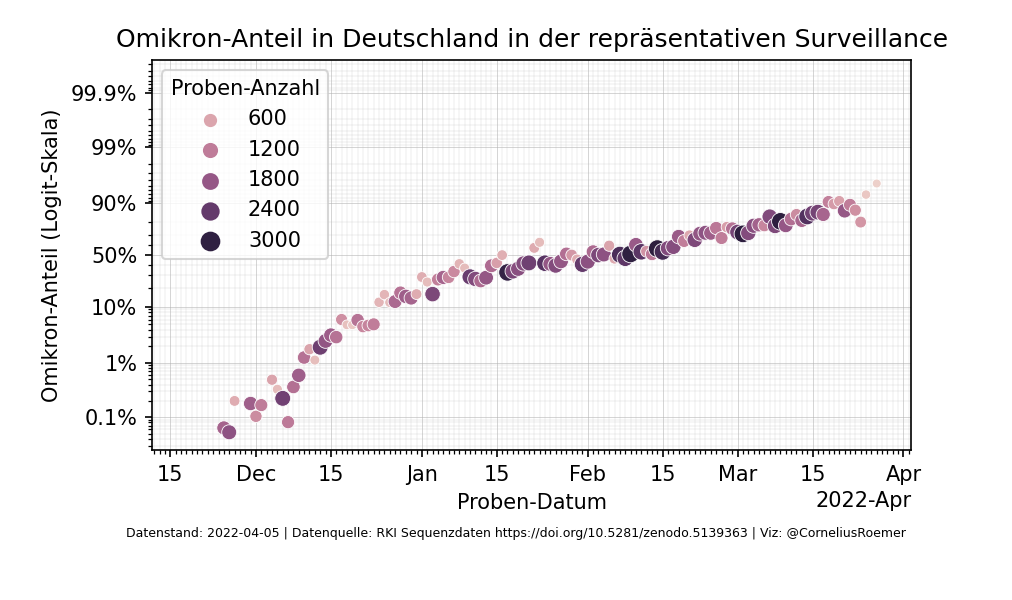 Omikron-Anteil in Deutschland in der repräsentativen Surveillance
Proben-Anzahl
600
1200
1800
2400
3000
Omikron-Anteil (Logit-Skala)
99.9%
99%
90%
50%
10%
1%
0.1%
15 Dec 15 Jan 15 Feb 15 Mar 15 Apr
Proben-Datum
2022-Apr
Datenstand: 2022-04-05 | Datenquelle: RKI Sequenzdaten https://doi.org/10.5281/zenodo.5139363 | Viz: @CorneliusRoemer